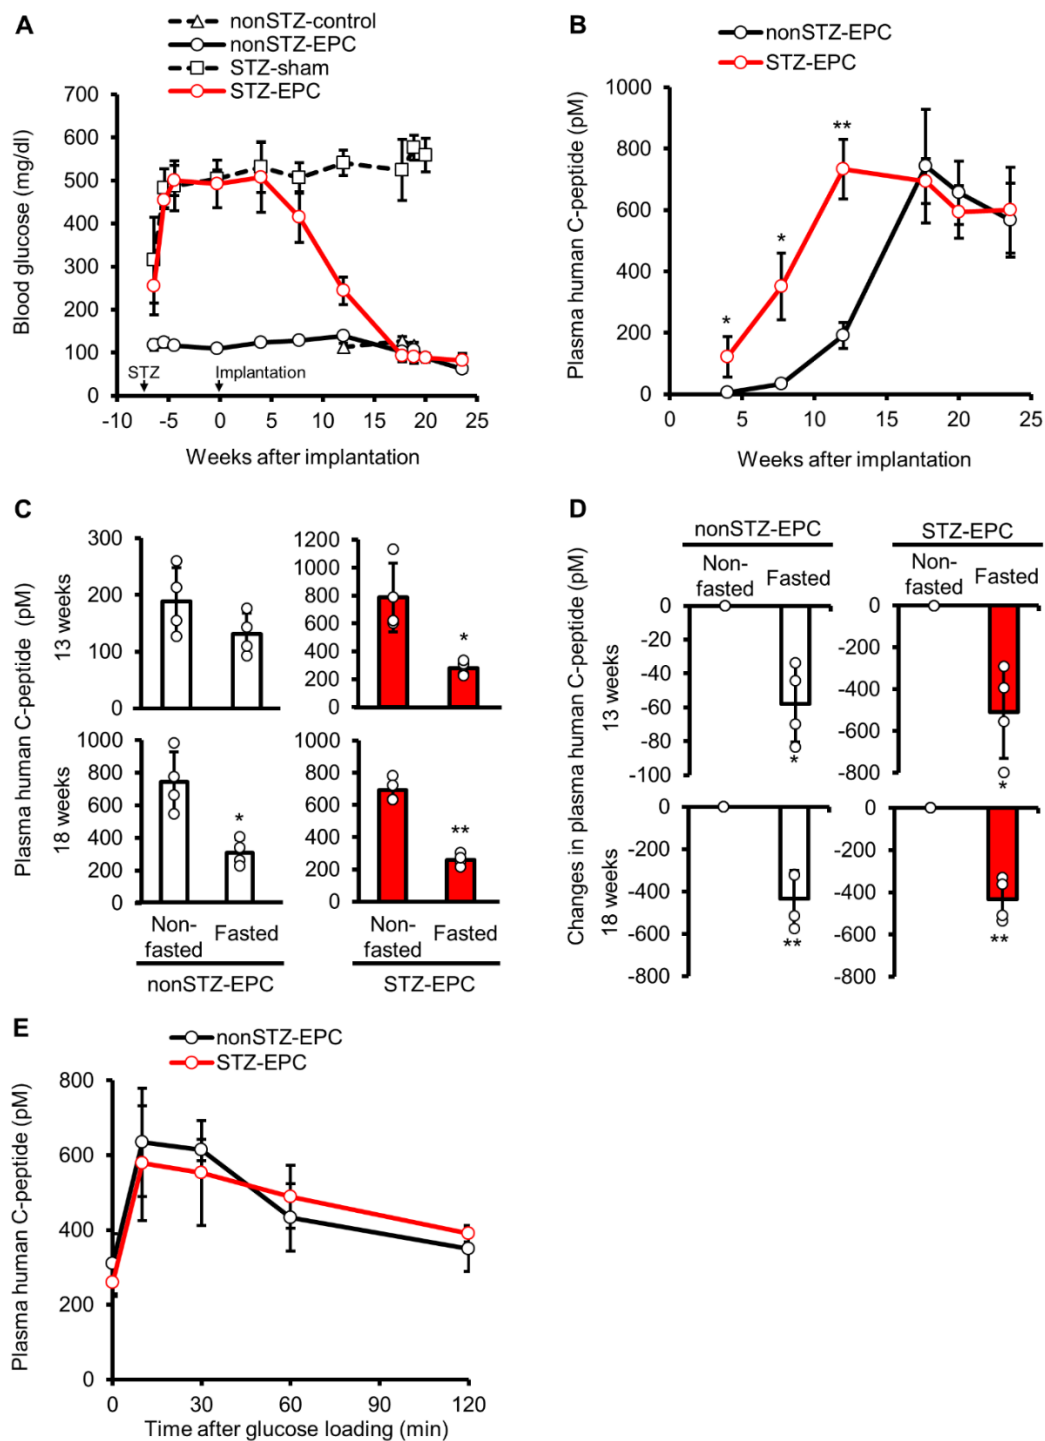 A
nonSTZ-control
nonSTZ-EPC
STZ-sham
STZ-EPC
Blood glucose (mg/dl)
700
600
500
400
300
200
100
0
STZ
Implantation
-10 -5 0 5 10 15 20 25
Weeks after implantation
B
nonSTZ-EPC
STZ-EPC
Plasma human C-peptide (pM)
1000
800
600
400
200
0
*
*
**
0 5 10 15 20 25
Weeks after implantation
C
Plasma human C-peptide (pM)
13 weeks
300
200
100
0
1200
1000
800
600
400
200
0
*
18 weeks
1000
800
600
400
200
0
*
1000
800
600
400
200
0
**
Non-
fasted
Fasted
nonSTZ-EPC
Non-
fasted
Fasted
STZ-EPC
D
nonSTZ-EPC
STZ-EPC
Non-
fasted
Fasted
Non-
fasted
Fasted
Changes in plasma human C-peptide (pM)
13 weeks
0
-20
-40
-60
-80
-100
*
0
-200
-400
-600
-800
*
18 weeks
0
-200
-400
-600
-800
**
0
-200
-400
-600
-800
**
E
nonSTZ-EPC
STZ-EPC
Plasma human C-peptide (pM)
800
600
400
200
0
0 30 60 90 120
Time after glucose loading (min)